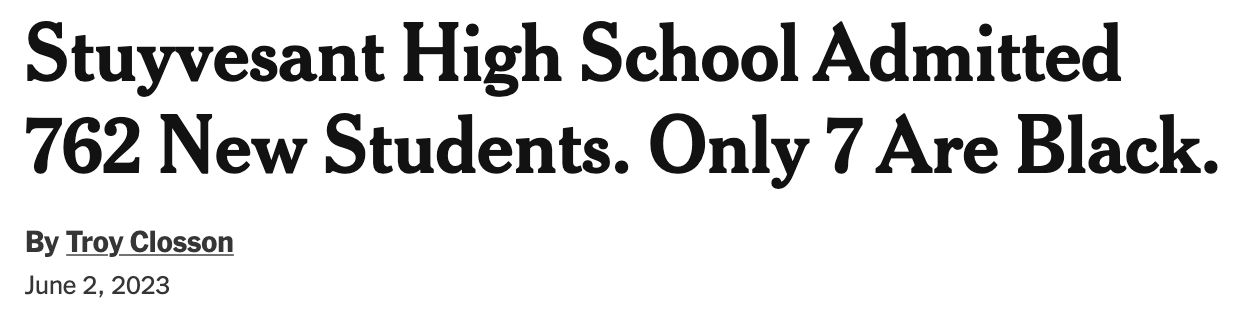 Stuyvesant High School Admitted
762 New Students. Only 7 Are Black.
By Troy Closson
June 2, 2023